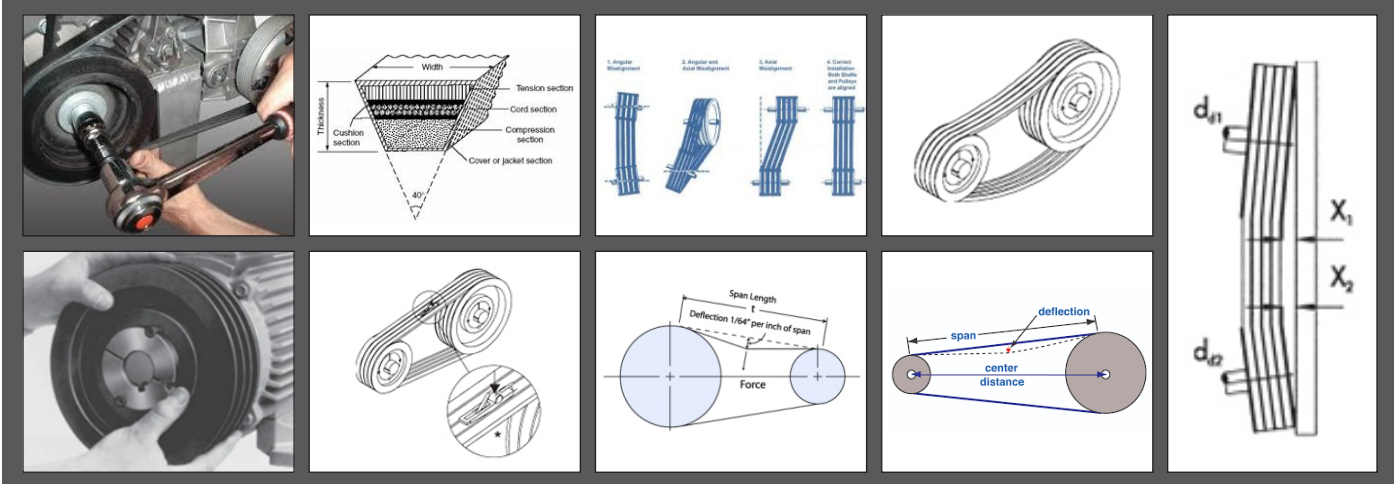 Width
Thickness
Tension section
Cord section
Cushion
section
Compression
section
Cover or jacket section
40°
1. Angular
Misalignment
2. Angular and
Axial Misalignment
3. Axial
Misalignment
4. Correct
Installation
Both Shafts
and Pulleys
are aligned
d d1
X1
X2
d d2
*
Span Length
t
Deflection 1/64" per inch of span
Force
deflection
span
center
distance